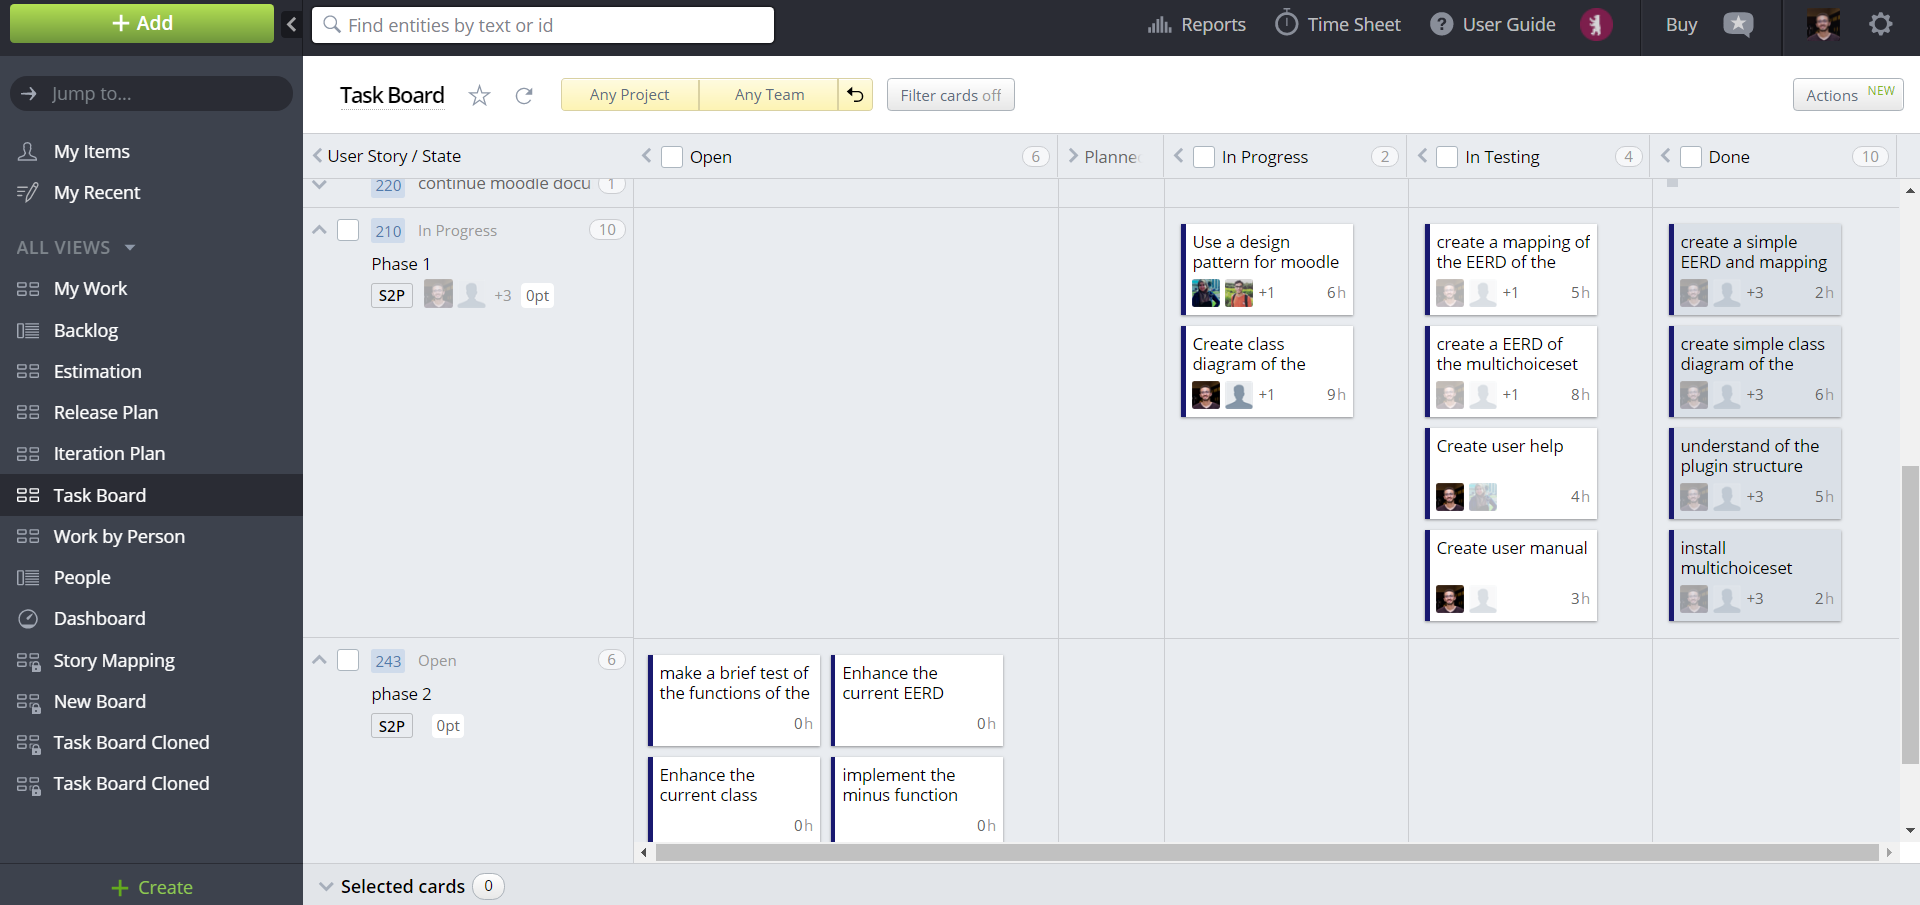 + Add
Find entities by text or id
Reports
Time Sheet
? User Guide
Buy
Jump to...
My Items
My Recent
ALL VIEWS
My Work
Backlog
Estimation
Release Plan
Iteration Plan
Task Board
Work by Person
People
Dashboard
Story Mapping
New Board
Task Board Cloned
Task Board Cloned
+ Create
Task Board
Any Project
Any Team
Filter cards off
Actions NEW
User Story / State
Open 6
Planne
In Progress 2
In Testing 4
Done 10
220 continue moodle docu 1
210 In Progress 10
Phase 1
S2P +3 0pt
Use a design
pattern for moodle
+1 6h
Create class
diagram of the
+1 9h
create a mapping of
the EERD of the
+1 5h
create a EERD of
the multichoiceset
+1 8h
Create user help
4h
Create user manual
3h
create a simple
EERD and mapping
+3 2h
create simple class
diagram of the
+3 6h
understand of the
plugin structure
+3 5h
install
multichoiceset
+3 2h
243 Open 6
phase 2
S2P 0pt
make a brief test of
the functions of the
0h
Enhance the
current EERD
0h
Enhance the
current class
0h
implement the
minus function
0h
Selected cards 0